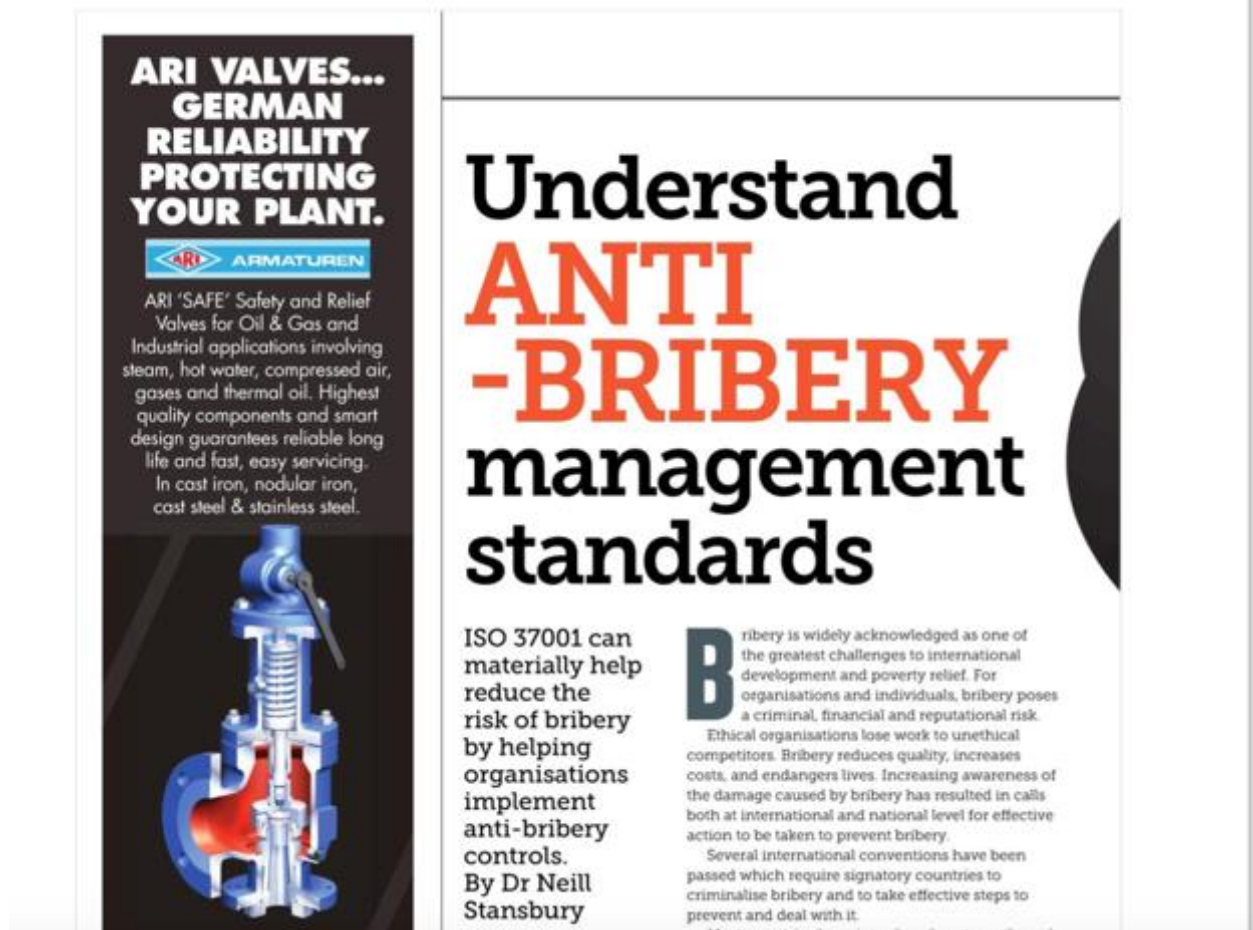 ARI VALVES...
GERMAN
RELIABILITY
PROTECTING
YOUR PLANT.
ARI ARMATUREN
ARI 'SAFE' Safety and Relief
Valves for Oil & Gas and
Industrial applications involving
steam, hot water, compressed air,
gases and thermal oil. Highest
quality components and smart
design guarantees reliable long
life and fast, easy servicing.
In cast iron, nodular iron,
cast steel & stainless steel.
Understand
ANTI
-BRIBERY
management
standards
ISO 37001 can
materially help
reduce the
risk of bribery
by helping
organisations
implement
anti-bribery
controls.
By Dr Neill
Stansbury
Bribery is widely acknowledged as one of
the greatest challenges to international
development and poverty relief. For
organisations and individuals, bribery poses
a criminal, financial and reputational risk.
Ethical organisations lose work to unethical
competitors. Bribery reduces quality, increases
costs, and endangers lives. Increasing awareness of
the damage caused by bribery has resulted in calls
both at international and national level for effective
action to be taken to prevent bribery.
Several international conventions have been
passed which require signatory countries to
criminalise bribery and to take effective steps to
prevent and deal with it.